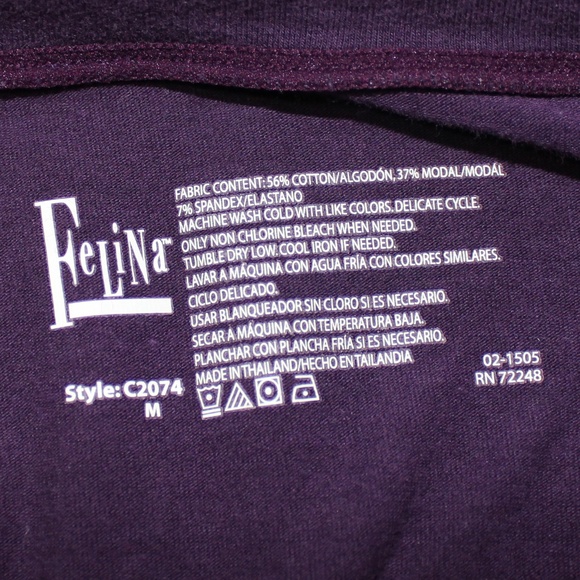 FeLiNa™
FABRIC CONTENT: 56% COTTON/ALGODÓN, 37% MODAL/MODÁL
7% SPANDEX/ELASTANO
MACHINE WASH COLD WITH LIKE COLORS. DELICATE CYCLE.
ONLY NON CHLORINE BLEACH WHEN NEEDED.
TUMBLE DRY LOW. COOL IRON IF NEEDED.
LAVAR A MÁQUINA CON AGUA FRÍA CON COLORES SIMILARES.
CICLO DELICADO.
USAR BLANQUEADOR SIN CLORO SI ES NECESARIO.
SECAR A MÁQUINA CON TEMPERATURA BAJA.
PLANCHAR CON PLANCHA FRÍA SI ES NECESARIO.
MADE IN THAILAND/HECHO EN TAILANDIA
Style: C2074
M
02-1505
RN 72248